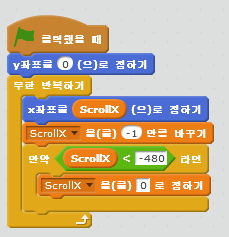 클릭했을 때
y좌표를 0 (으)로 정하기
무한 반복하기
x좌표를 ScrollX (으)로 정하기
ScrollX 을(를) -1 만큼 바꾸기
만약 ScrollX < -480 라면
ScrollX 을(를) 0 로 정하기